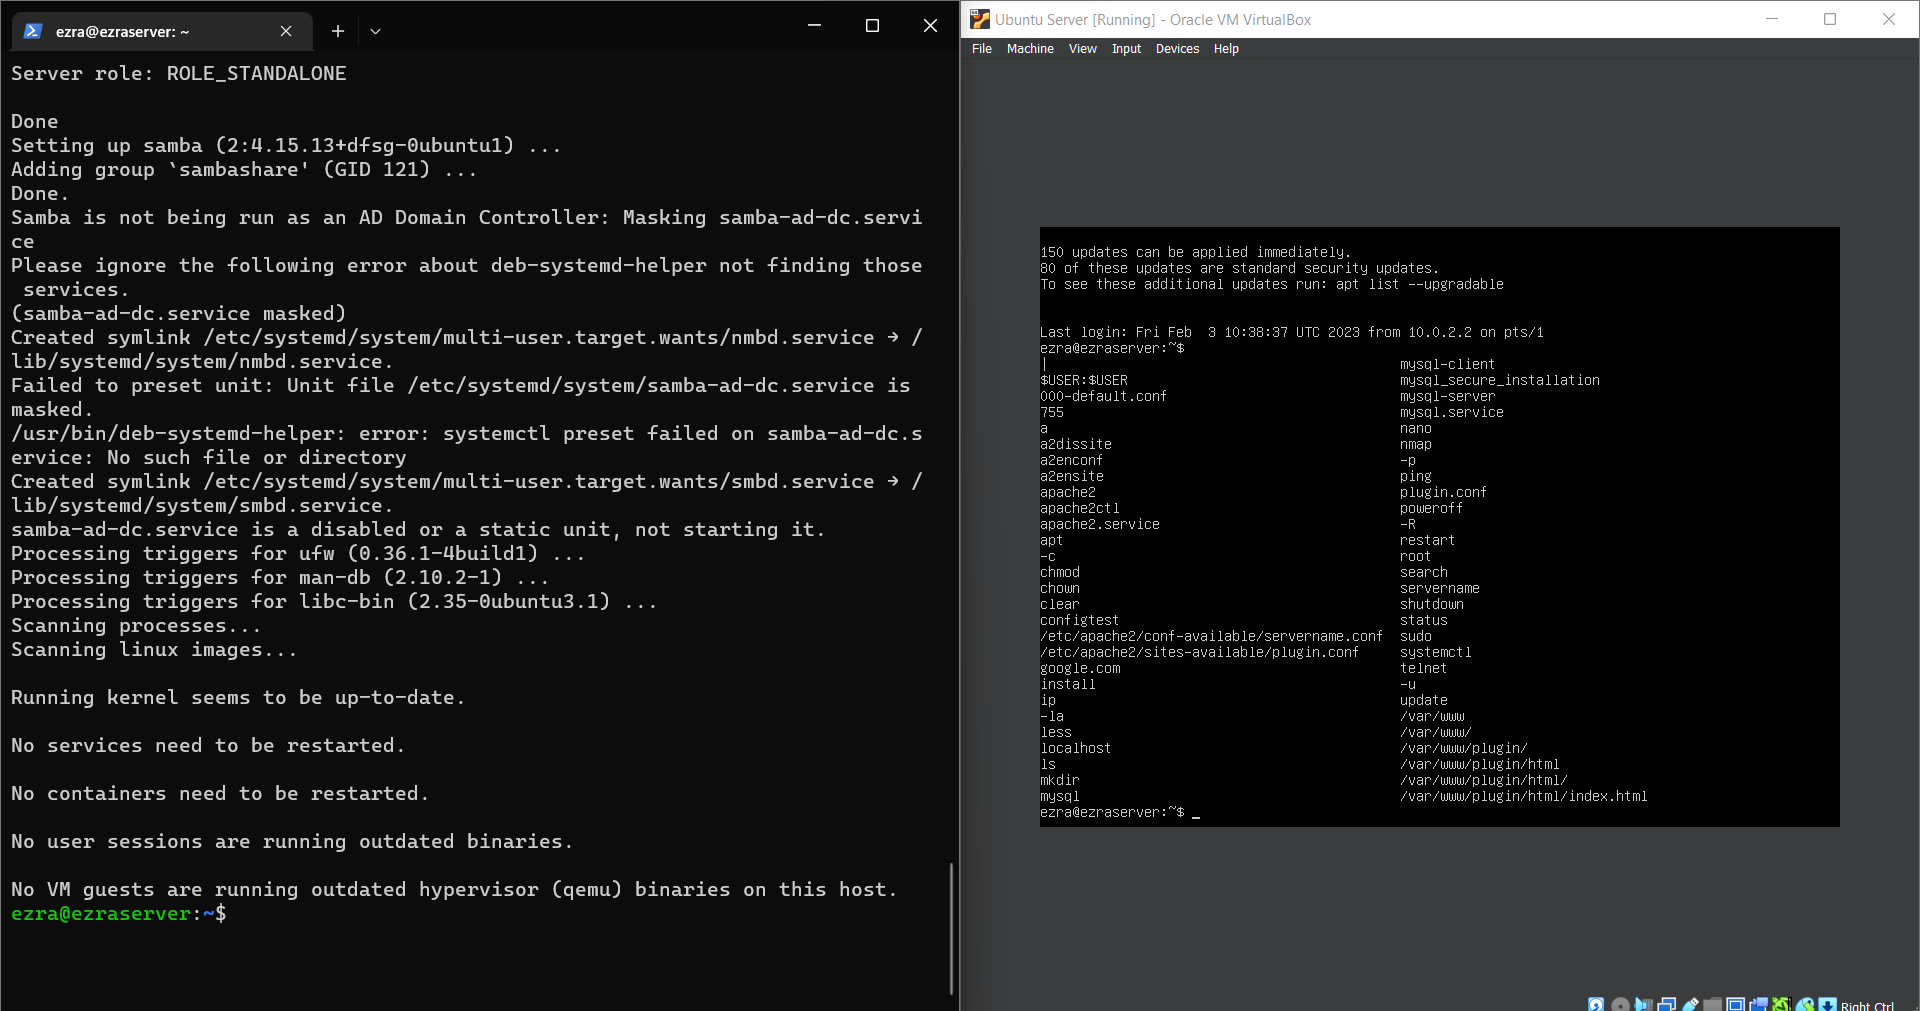 ezra@ezraserver: ~
Server role: ROLE_STANDALONE
Done
Setting up samba (2:4.15.13+dfsg-0ubuntu1) ...
Adding group `sambashare' (GID 121) ...
Done.
Samba is not being run as an AD Domain Controller: Masking samba-ad-dc.servi
ce
Please ignore the following error about deb-systemd-helper not finding those
 services.
(samba-ad-dc.service masked)
Created symlink /etc/systemd/system/multi-user.target.wants/nmbd.service → /
lib/systemd/system/nmbd.service.
Failed to preset unit: Unit file /etc/systemd/system/samba-ad-dc.service is
masked.
/usr/bin/deb-systemd-helper: error: systemctl preset failed on samba-ad-dc.s
ervice: No such file or directory
Created symlink /etc/systemd/system/multi-user.target.wants/smbd.service → /
lib/systemd/system/smbd.service.
samba-ad-dc.service is a disabled or a static unit, not starting it.
Processing triggers for ufw (0.36.1-4build1) ...
Processing triggers for man-db (2.10.2-1) ...
Processing triggers for libc-bin (2.35-0ubuntu3.1) ...
Scanning processes...
Scanning linux images...
Running kernel seems to be up-to-date.
No services need to be restarted.
No containers need to be restarted.
No user sessions are running outdated binaries.
No VM guests are running outdated hypervisor (qemu) binaries on this host.
ezra@ezraserver:~$
Ubuntu Server [Running] - Oracle VM VirtualBox
File Machine View Input Devices Help
150 updates can be applied immediately.
80 of these updates are standard security updates.
To see these additional updates run: apt list --upgradable
Last login: Fri Feb  3 10:38:37 UTC 2023 from 10.0.2.2 on pts/1
ezra@ezraserver:~$
| mysql-client
$USER:$USER mysql_secure_installation
000-default.conf mysql-server
755 mysql.service
a nano
a2dissite nmap
a2enconf -p
a2ensite ping
apache2 plugin.conf
apache2ctl poweroff
apache2.service -R
apt restart
-c root
chmod search
chown servername
clear shutdown
configtest status
/etc/apache2/conf-available/servername.conf sudo
/etc/apache2/sites-available/plugin.conf systemctl
google.com telnet
install -u
ip update
-la /var/www
less /var/www/
localhost /var/www/plugin/
ls /var/www/plugin/html
mkdir /var/www/plugin/html/
mysql /var/www/plugin/html/index.html
ezra@ezraserver:~$ _
Right Ctrl